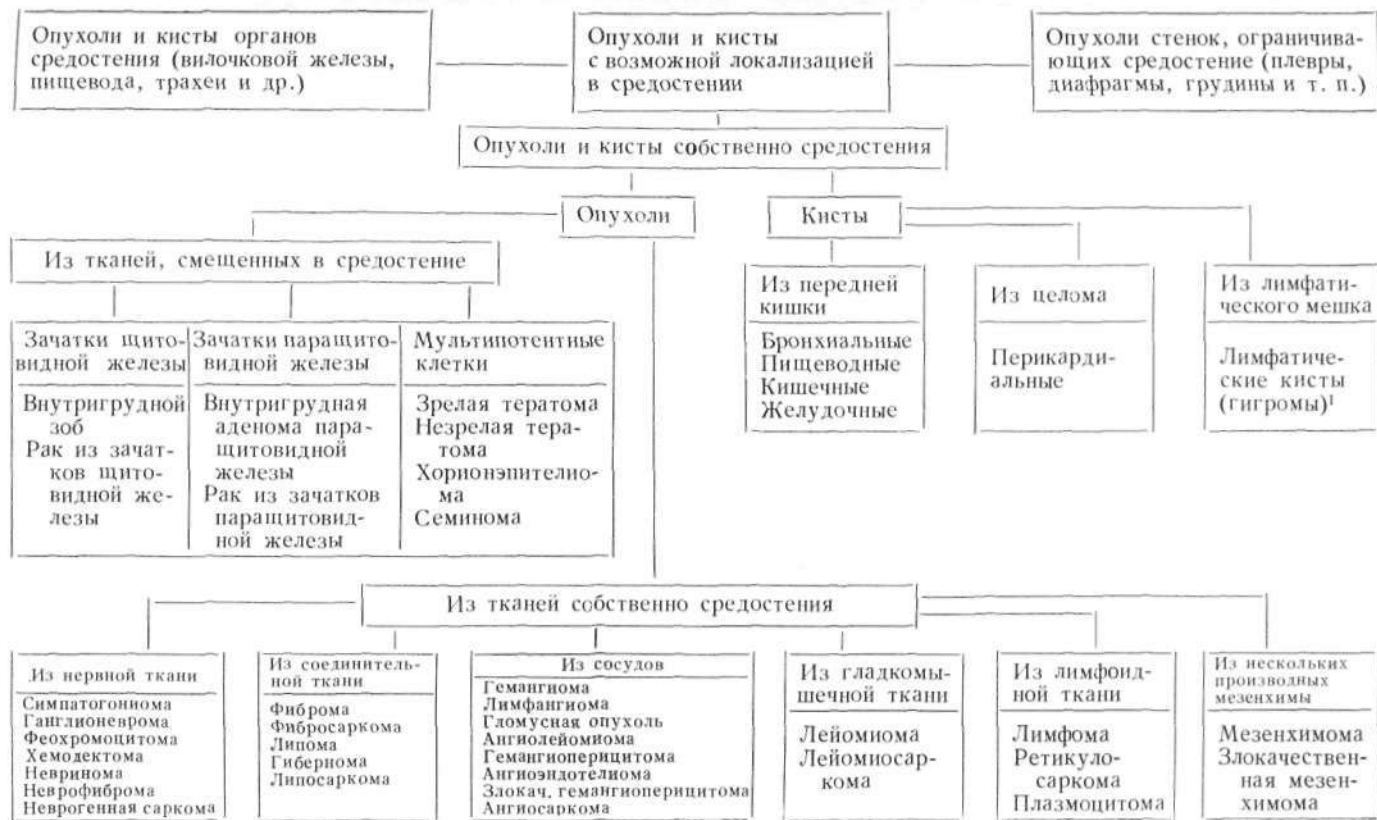 Опухоли и кисты органов
средостения (вилочковой железы,
пищевода, трахеи и др.)
Опухоли и кисты
с возможной локализацией
в средостении
Опухоли стенок, ограничива-
ющих средостение (плевры,
диафрагмы, грудины и т. п.)
Опухоли и кисты собственно средостения
Опухоли
Кисты
Из тканей, смещенных в средостение
Зачатки щито-
видной железы
Внутригрудной
зоб
Рак из зачат-
ков щито-
видной же-
лезы
Зачатки паращито-
видной железы
Внутригрудная
аденома пара-
щитовидной
железы
Рак из зачатков
паращитовид-
ной железы
Мультипотентные
клетки
Зрелая тератома
Незрелая тера-
тома
Хорионэпителио-
ма
Семинома
Из передней
кишки
Бронхиальные
Пищеводные
Кишечные
Желудочные
Из целома
Перикарди-
альные
Из лимфати-
ческого мешка
Лимфатиче-
ские кисты
(гигромы)¹
Из тканей собственно средостения
Из нервной ткани
Симпатогониома
Ганглионеврома
Феохромоцитома
Хемодектома
Невринома
Неврофиброма
Неврогенная саркома
Из соединитель-
ной ткани
Фиброма
Фибросаркома
Липома
Гибернома
Липосаркома
Из сосудов
Гемангиома
Лимфангиома
Гломусная опухоль
Ангиолейомиома
Гемангиоперицитома
Ангиоэндотелиома
Злокач. гемангиоперицитома
Ангиосаркома
Из гладкомы-
шечной ткани
Лейомиома
Лейомиосар-
кома
Из лимфоид-
ной ткани
Лимфома
Ретикуло-
саркома
Плазмоцитома
Из нескольких
производных
мезенхимы
Мезенхимома
Злокачествен-
ная мезен-
химома